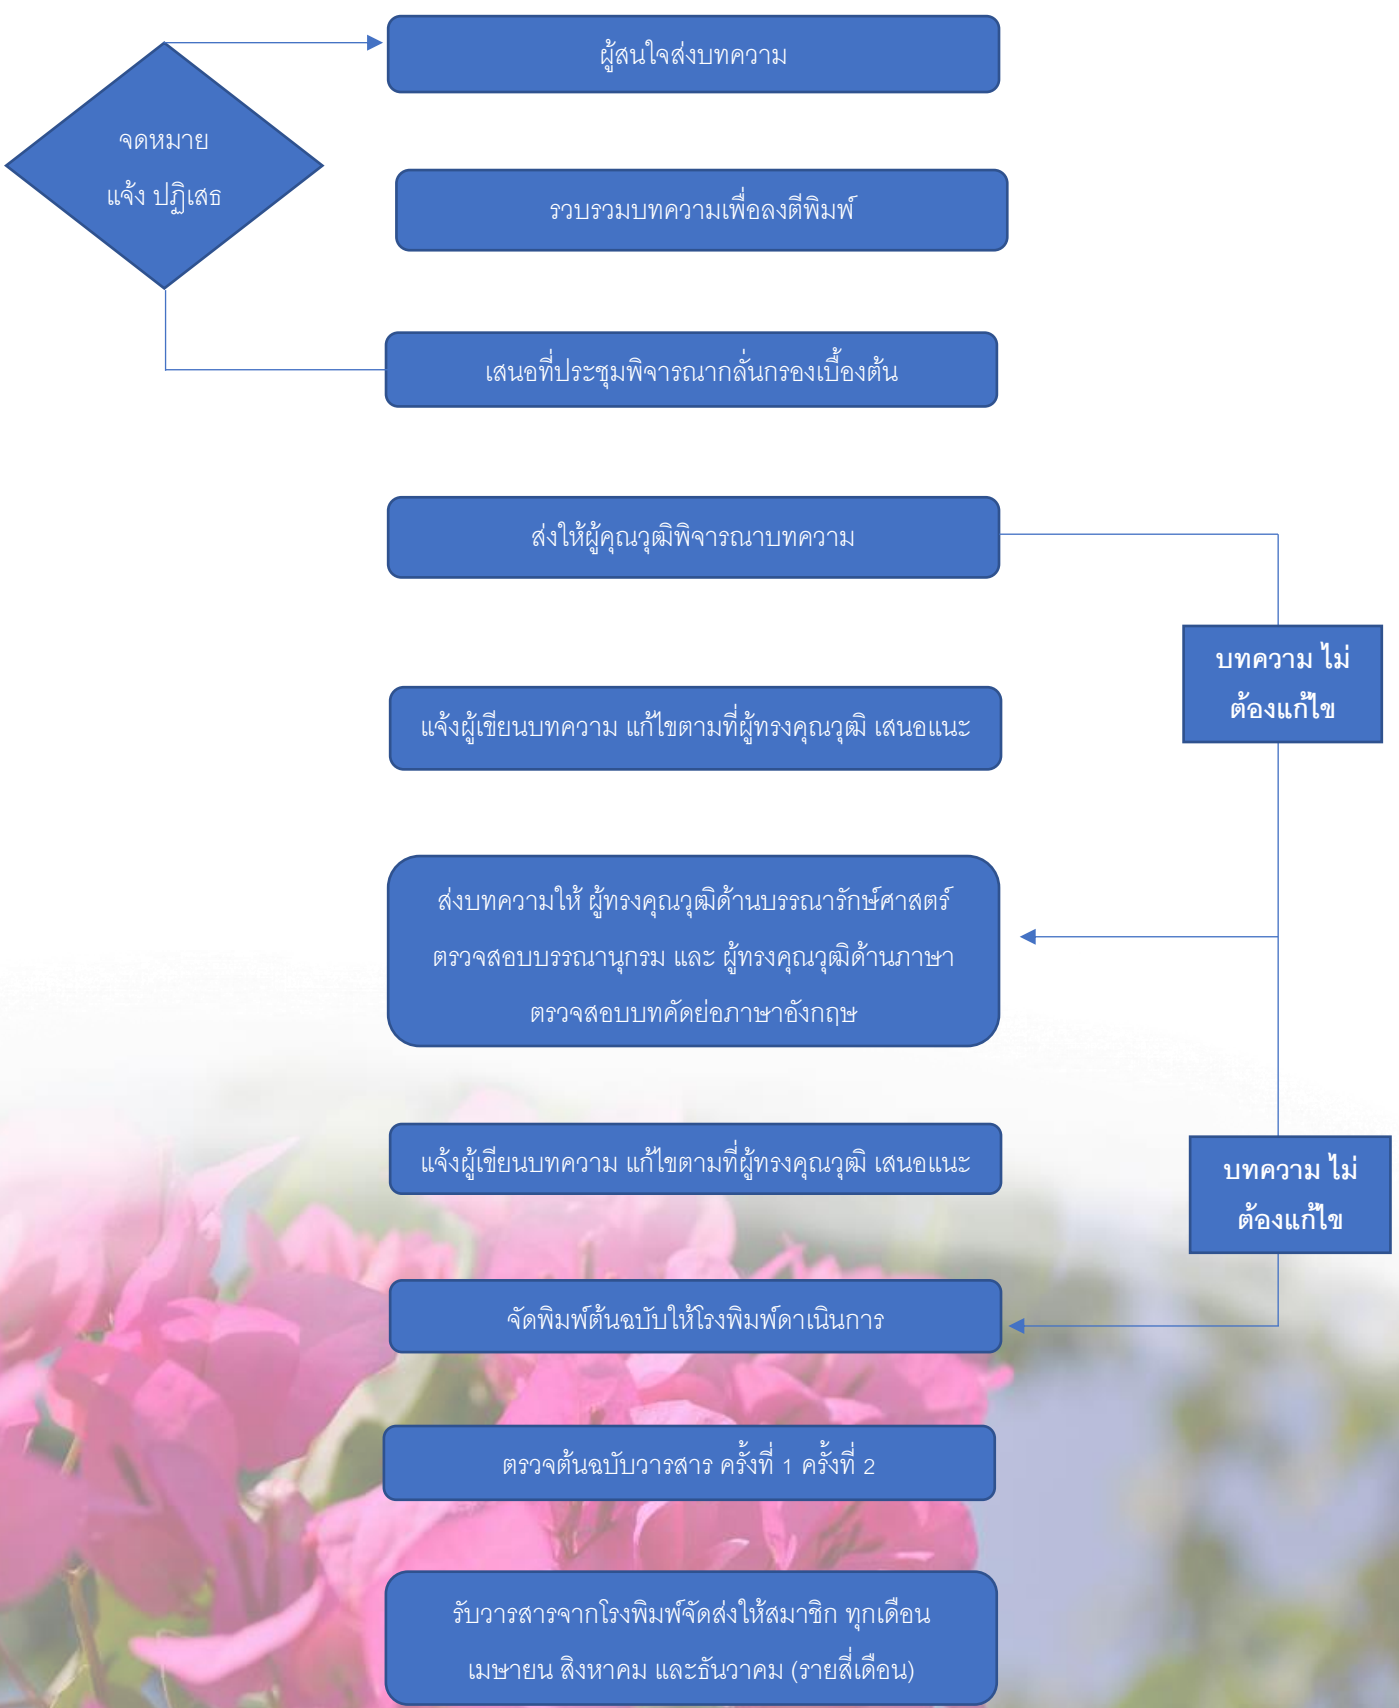 ผู้สนใจส่งบทความ
จดหมาย
แจ้ง ปฏิเสธ
รวบรวมบทความเพื่อลงตีพิมพ์
เสนอที่ประชุมพิจารณากลั่นกรองเบื้องต้น
ส่งให้ผู้คุณวุฒิพิจารณาบทความ
บทความ ไม่
ต้องแก้ไข
แจ้งผู้เขียนบทความ แก้ไขตามที่ผู้ทรงคุณวุฒิ เสนอแนะ
ส่งบทความให้ ผู้ทรงคุณวุฒิด้านบรรณารักษ์ศาสตร์
ตรวจสอบบรรณานุกรม และ ผู้ทรงคุณวุฒิด้านภาษา
ตรวจสอบบทคัดย่อภาษาอังกฤษ
แจ้งผู้เขียนบทความ แก้ไขตามที่ผู้ทรงคุณวุฒิ เสนอแนะ
บทความ ไม่
ต้องแก้ไข
จัดพิมพ์ต้นฉบับให้โรงพิมพ์ดาเนินการ
ตรวจต้นฉบับวารสาร ครั้งที่ 1 ครั้งที่ 2
รับวารสารจากโรงพิมพ์จัดส่งให้สมาชิก ทุกเดือน
เมษายน สิงหาคม และธันวาคม (รายสี่เดือน)